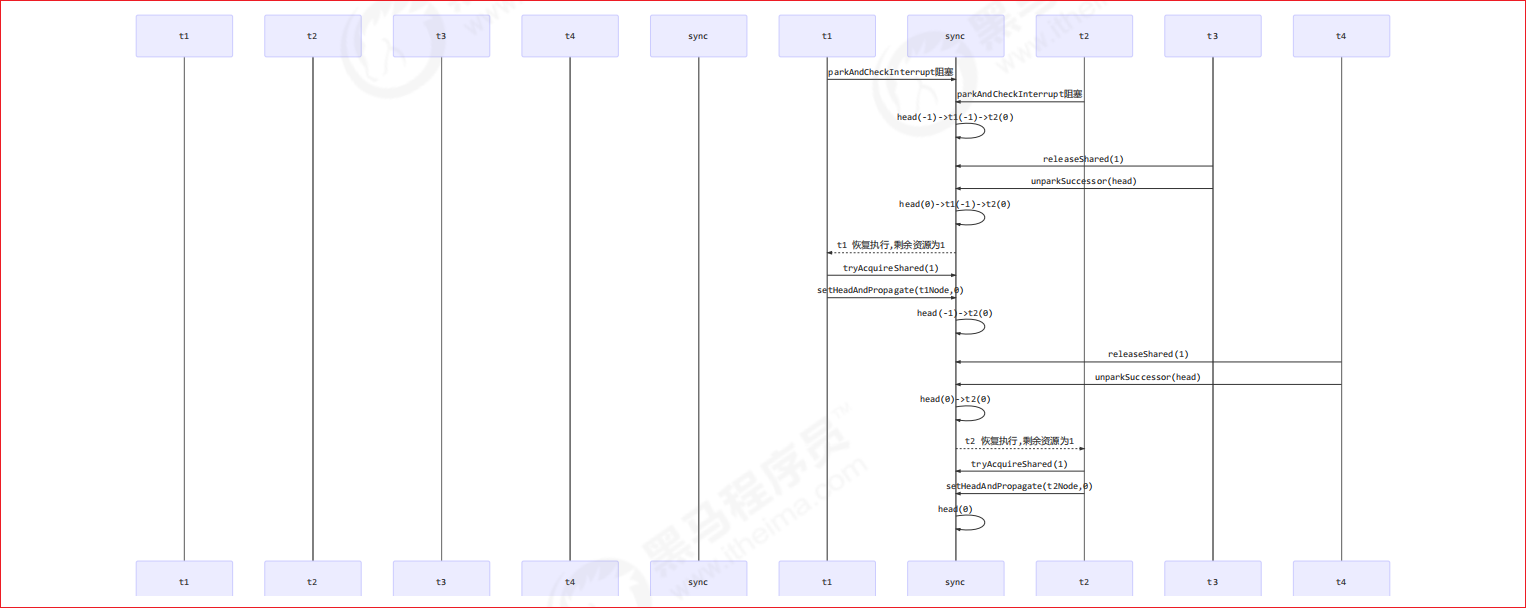 t1 t2 t3 t4 sync t1 sync t2 t3 t4
parkAndCheckInterrupt阻塞
parkAndCheckInterrupt阻塞
head(-1)->t1(-1)->t2(0)
releaseShared(1)
unparkSuccessor(head)
head(0)->t1(-1)->t2(0)
t1 恢复执行,剩余资源为1
tryAcquireShared(1)
setHeadAndPropagate(t1Node,0)
head(-1)->t2(0)
releaseShared(1)
unparkSuccessor(head)
head(0)->t2(0)
t2 恢复执行,剩余资源为1
tryAcquireShared(1)
setHeadAndPropagate(t2Node,0)
head(0)
t1 t2 t3 t4 sync t1 sync t2 t3 t4
黑马程序员™
www.itheima.com